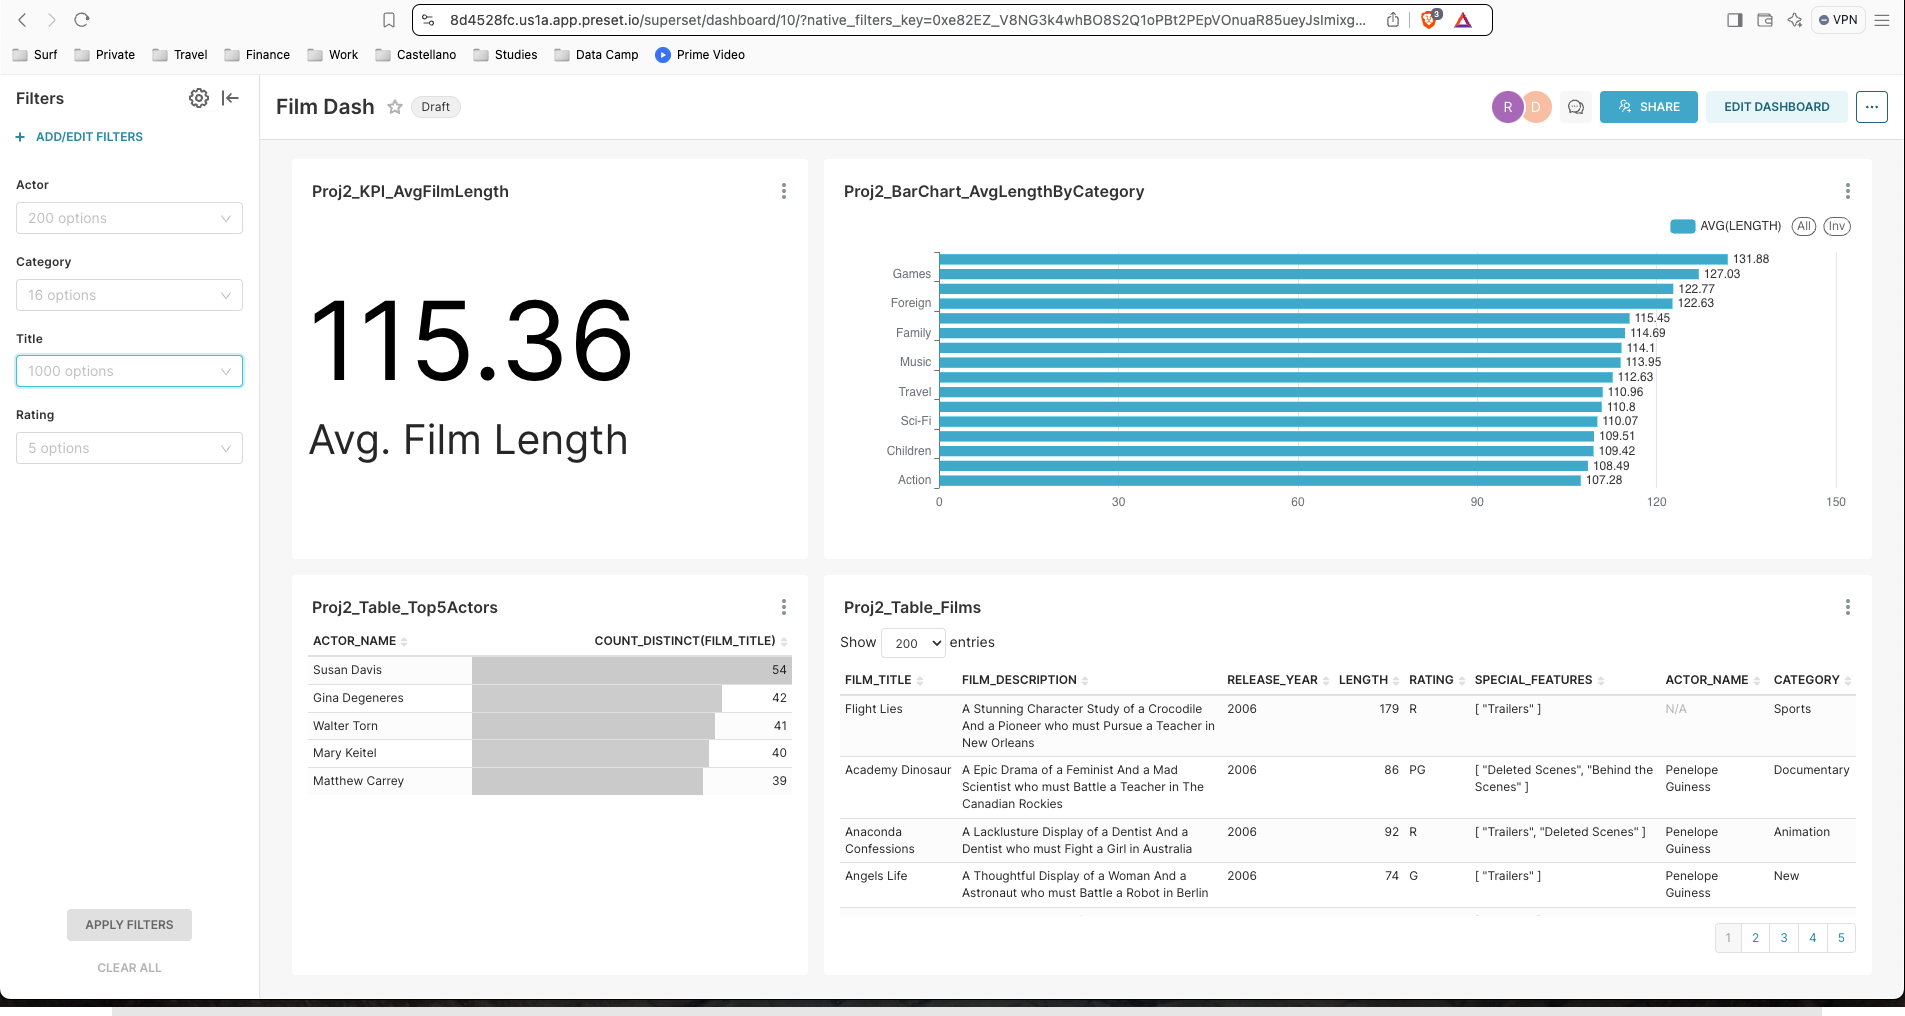 8d4528fc.us1a.app.preset.io/superset/dashboard/10/?native_filters_key=0xe82EZ_V8NG3k4whBO8S2Q1oPBt2PEpVOnuaR85ueyJslmixg...
3
VPN
Surf
Private
Travel
Finance
Work
Castellano
Studies
Data Camp
Prime Video
Filters
+ ADD/EDIT FILTERS
Actor
200 options
Category
16 options
Title
1000 options
Rating
5 options
APPLY FILTERS
CLEAR ALL
Film Dash
Draft
R
D
SHARE
EDIT DASHBOARD
...
Proj2_KPI_AvgFilmLength
115.36
Avg. Film Length
Proj2_BarChart_AvgLengthByCategory
AVG(LENGTH)
All
Inv
131.88
Games 127.03
122.77
Foreign 122.63
115.45
Family 114.69
114.1
Music 113.95
112.63
Travel 110.96
110.8
Sci-Fi 110.07
109.51
Children 109.42
108.49
Action 107.28
0 30 60 90 120 150
Proj2_Table_Top5Actors
ACTOR_NAME COUNT_DISTINCT(FILM_TITLE)
Susan Davis 54
Gina Degeneres 42
Walter Torn 41
Mary Keitel 40
Matthew Carrey 39
Proj2_Table_Films
Show 200 entries
FILM_TITLE FILM_DESCRIPTION RELEASE_YEAR LENGTH RATING SPECIAL_FEATURES ACTOR_NAME CATEGORY
Flight Lies A Stunning Character Study of a Crocodile 2006 179 R [ "Trailers" ] N/A Sports
And a Pioneer who must Pursue a Teacher in
New Orleans
Academy Dinosaur A Epic Drama of a Feminist And a Mad 2006 86 PG [ "Deleted Scenes", "Behind the Penelope Documentary
Scientist who must Battle a Teacher in The Scenes" ] Guiness
Canadian Rockies
Anaconda A Lacklusture Display of a Dentist And a 2006 92 R [ "Trailers", "Deleted Scenes" ] Penelope Animation
Confessions Dentist who must Fight a Girl in Australia Guiness
Angels Life A Thoughtful Display of a Woman And a 2006 74 G [ "Trailers" ] Penelope New
Astronaut who must Battle a Robot in Berlin Guiness
1 2 3 4 5